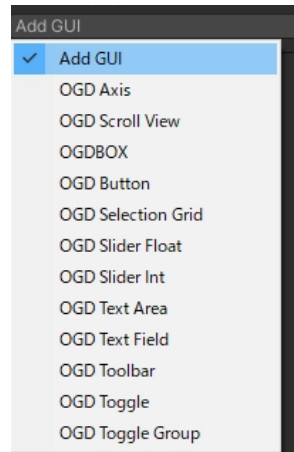 Add GUI
Add GUI
OGD Axis
OGD Scroll View
OGDBOX
OGD Button
OGD Selection Grid
OGD Slider Float
OGD Slider Int
OGD Text Area
OGD Text Field
OGD Toolbar
OGD Toggle
OGD Toggle Group